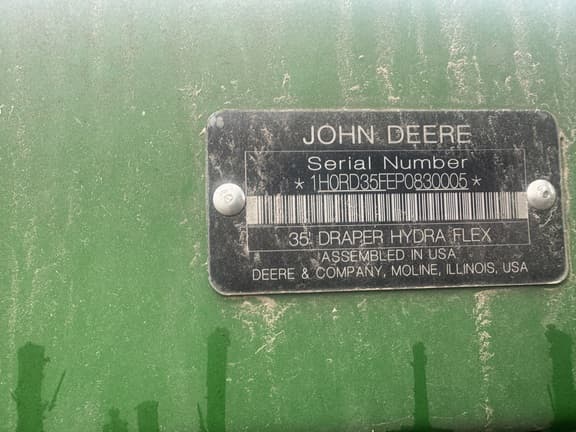 JOHN DEERE
Serial Number
*1H0RD35FEP0830005*
35' DRAPER HYDRA FLEX
ASSEMBLED IN USA
DEERE & COMPANY, MOLINE, ILLINOIS, USA